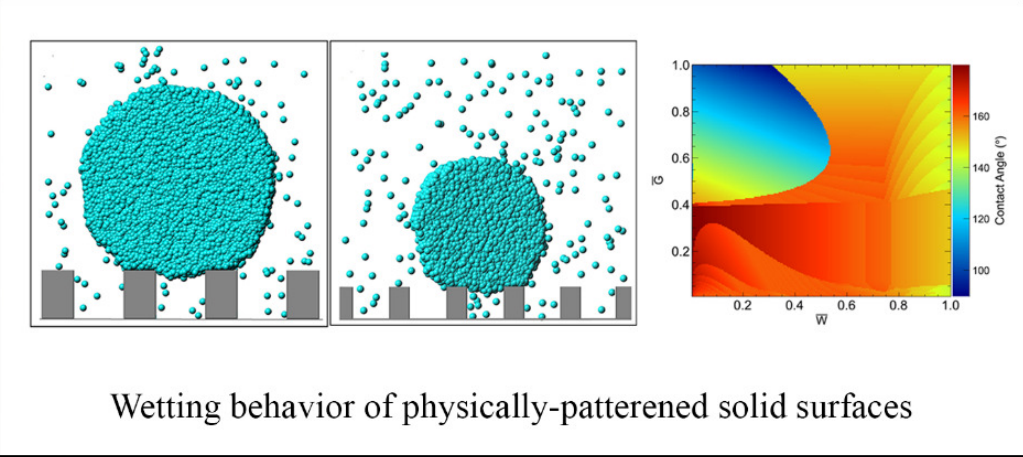 1.0
0.8
0.6
0.4
0.2
G̅
0.2 0.4 0.6 0.8 1.0
W̅
160
140
120
100
Contact Angle (°)
Wetting behavior of physically-patterened solid surfaces